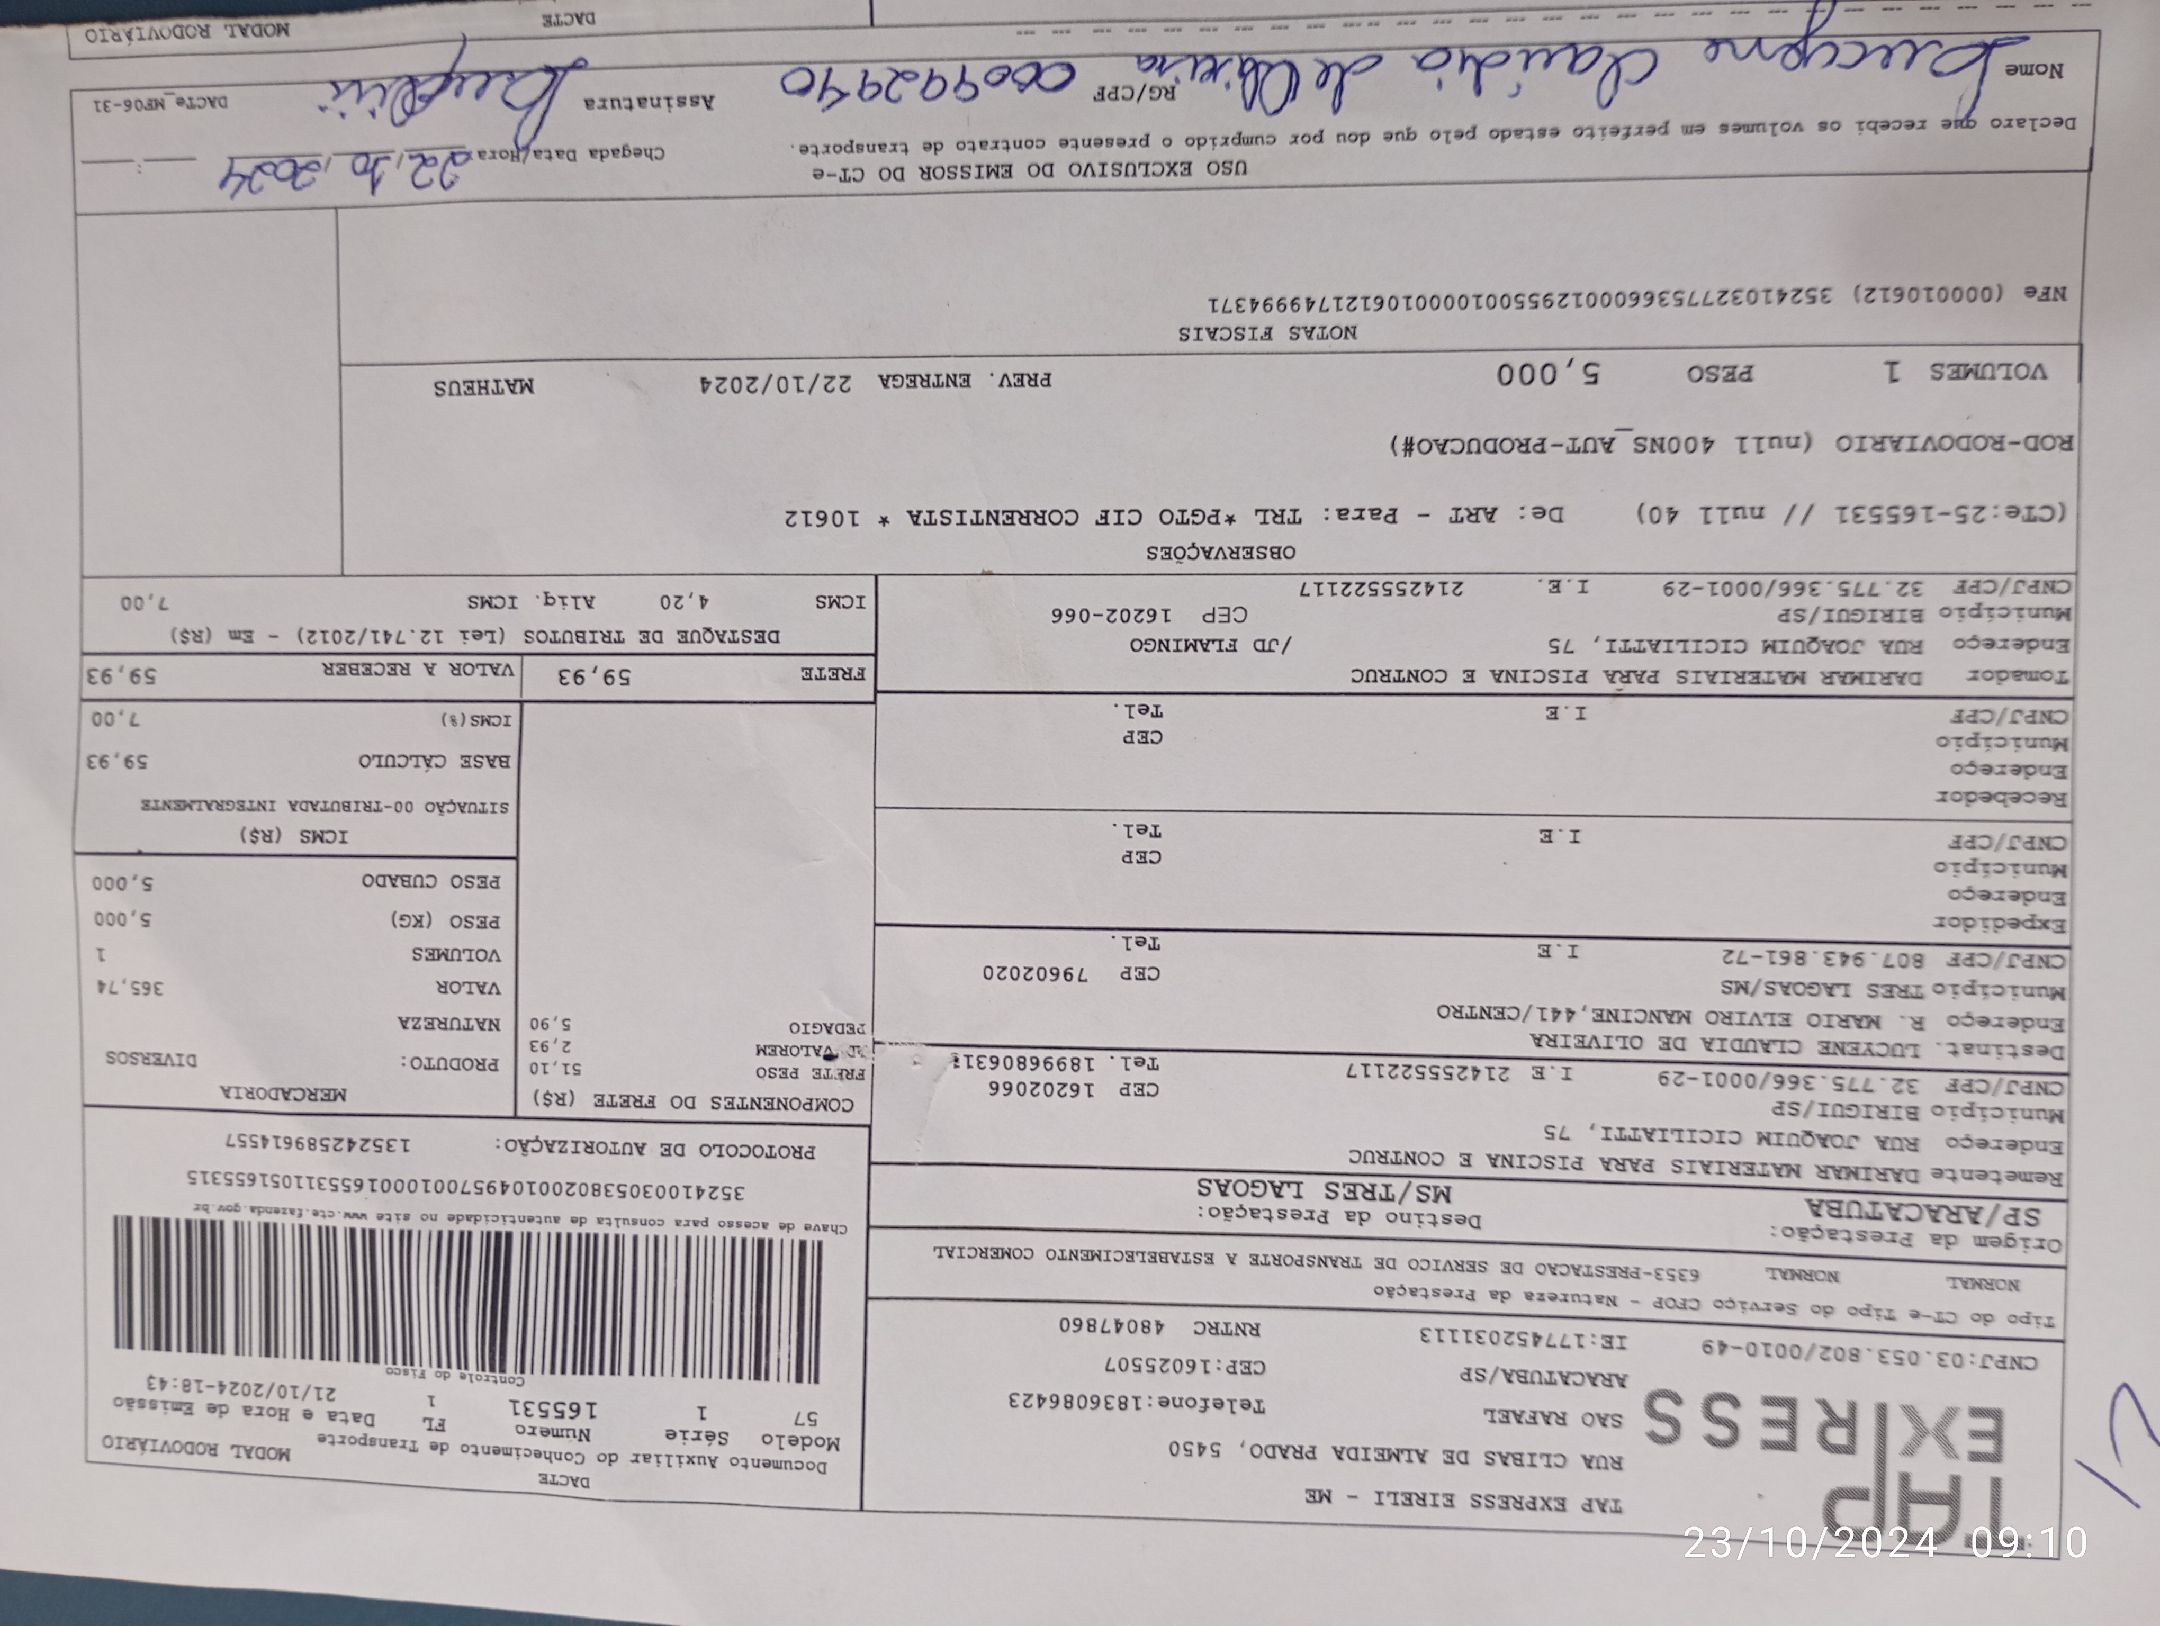 TAP
EXPRESS
TAP EXPRESS EIRELI - ME
RUA CLIBAS DE ALMEIDA PRADO, 5450
SAO RAFAEL Telefone:1836086423
ARACATUBA/SP CEP:16025507
CNPJ:03.053.802/0010-49 IE:177452031113 RNTRC 48047860
DACTE
Documento Auxiliar do Conhecimento de Transporte MODAL RODOVIÁRIO
Modelo Série Número FL Data e Hora de Emissão
57 1 165531 1 21/10/2024-18:43
Controle do Fisco
Chave de acesso para consulta de autenticidade no site www.cte.fazenda.gov.br
35241003053802001049570010001655311051655315
PROTOCOLO DE AUTORIZAÇÃO: 135242589614557
Tipo do CT-e Tipo do Serviço CFOP - Natureza da Prestação
NORMAL NORMAL 6353-PRESTACAO DE SERVICO DE TRANSPORTE A ESTABELECIMENTO COMERCIAL
Origem da Prestação: Destino da Prestação:
SP/ARACATUBA MS/TRES LAGOAS
Remetente DARIMAR MATERIAIS PARA PISCINA E CONTRUC
Endereço RUA JOAQUIM CICILIATTI, 75
Município BIRIGUI/SP CEP 16202066
CNPJ/CPF 32.775.366/0001-29 I.E 214255522117 Tel. 1899680631
Destinat. LUCYENE CLAUDIA DE OLIVEIRA
Endereço R. MARIO ELVIRO MANCINE,441/CENTRO
Município TRES LAGOAS/MS CEP 79602020
CNPJ/CPF 807.943.861-72 I.E Tel.
Expedidor
Endereço
Município CEP
CNPJ/CPF I.E Tel.
Recebedor
Endereço
Município CEP
CNPJ/CPF I.E Tel.
Tomador DARIMAR MATERIAIS PARA PISCINA E CONTRUC
Endereço RUA JOAQUIM CICILIATTI, 75 /JD FLAMINGO
Município BIRIGUI/SP CEP 16202-066
CNPJ/CPF 32.775.366/0001-29 I.E. 214255522117
COMPONENTES DO FRETE (R$)
FRETE PESO 51,10
AD VALOREM 2,93
PEDAGIO 5,90
MERCADORIA
PRODUTO: DIVERSOS
NATUREZA
VALOR 365,74
VOLUMES 1
PESO (KG) 5,000
PESO CUBADO 5,000
ICMS (R$)
SITUAÇÃO 00-TRIBUTADA INTEGRALMENTE
BASE CÁLCULO 59,93
ICMS(%) 7,00
FRETE 59,93 VALOR A RECEBER 59,93
DESTAQUE DE TRIBUTOS (Lei 12.741/2012) - Em (R$)
ICMS 4,20 Aliq. ICMS 7,00
OBSERVAÇÕES
(CTe:25-165531 // null 40) De: ART - Para: TRL *PGTO CIF CORRENTISTA * 10612
ROD-RODOVIARIO (null 400NS_AUT-PRODUCAO#)
VOLUMES 1 PESO 5,000 PREV. ENTREGA 22/10/2024 MATHEUS
NOTAS FISCAIS
NFe (000010612) 35241032775366000129550010000106121749994371
USO EXCLUSIVO DO EMISSOR DO CT-e
Declaro que recebi os volumes em perfeito estado pelo que dou por cumprido o presente contrato de transporte.
Chegada Data/Hora 22/10/2024 :
Nome Lucyene Claudia de Oliveira RG/CPF 000992940 Assinatura
DACTe_MF06-31
DACTE
MODAL RODOVIÁRIO
23/10/2024 09:10